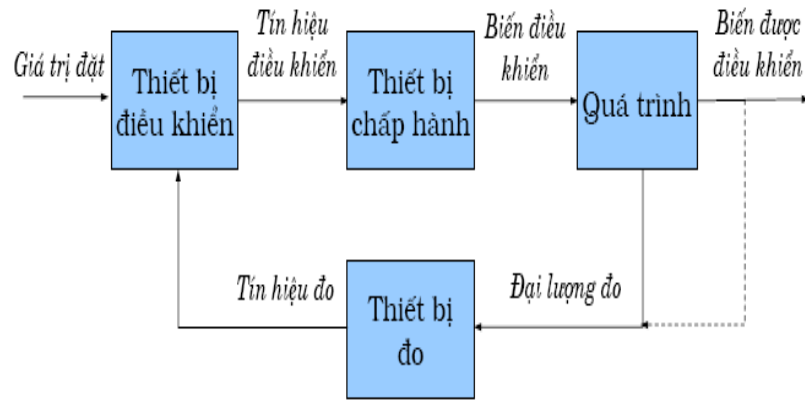 Giá trị đặt
Thiết bị
điều khiển
Tín hiệu
điều khiển
Thiết bị
chấp hành
Biến điều
khiển
Quá trình
Biến được
điều khiển
Tín hiệu đo
Thiết bị
đo
Đại lượng đo